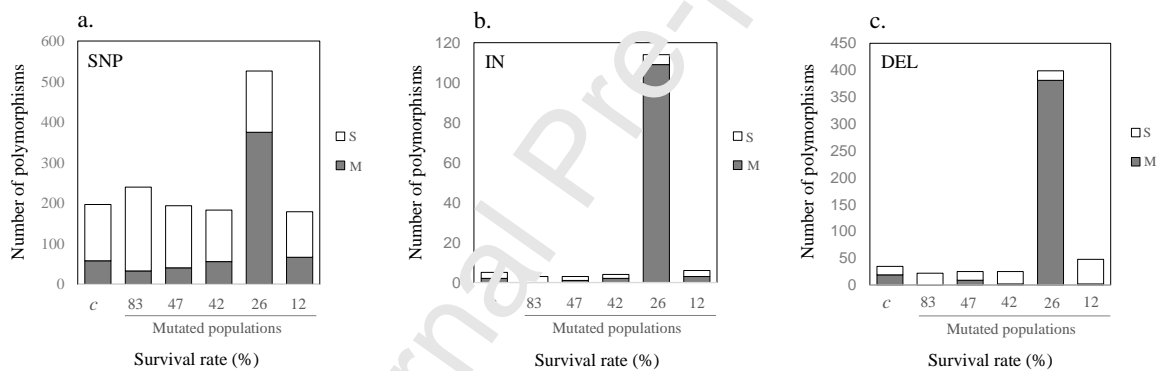 a.
Number of polymorphisms
600
500
400
300
200
100
0
SNP
S
M
c 83 47 42 26 12
Mutated populations
Survival rate (%)
b.
Number of polymorphisms
120
100
80
60
40
20
0
IN
S
M
83 47 42 26 12
Mutated populations
Survival rate (%)
c.
Number of polymorphisms
450
400
350
300
250
200
150
100
50
0
DEL
S
M
c 83 47 42 26 12
Mutated populations
Survival rate (%)